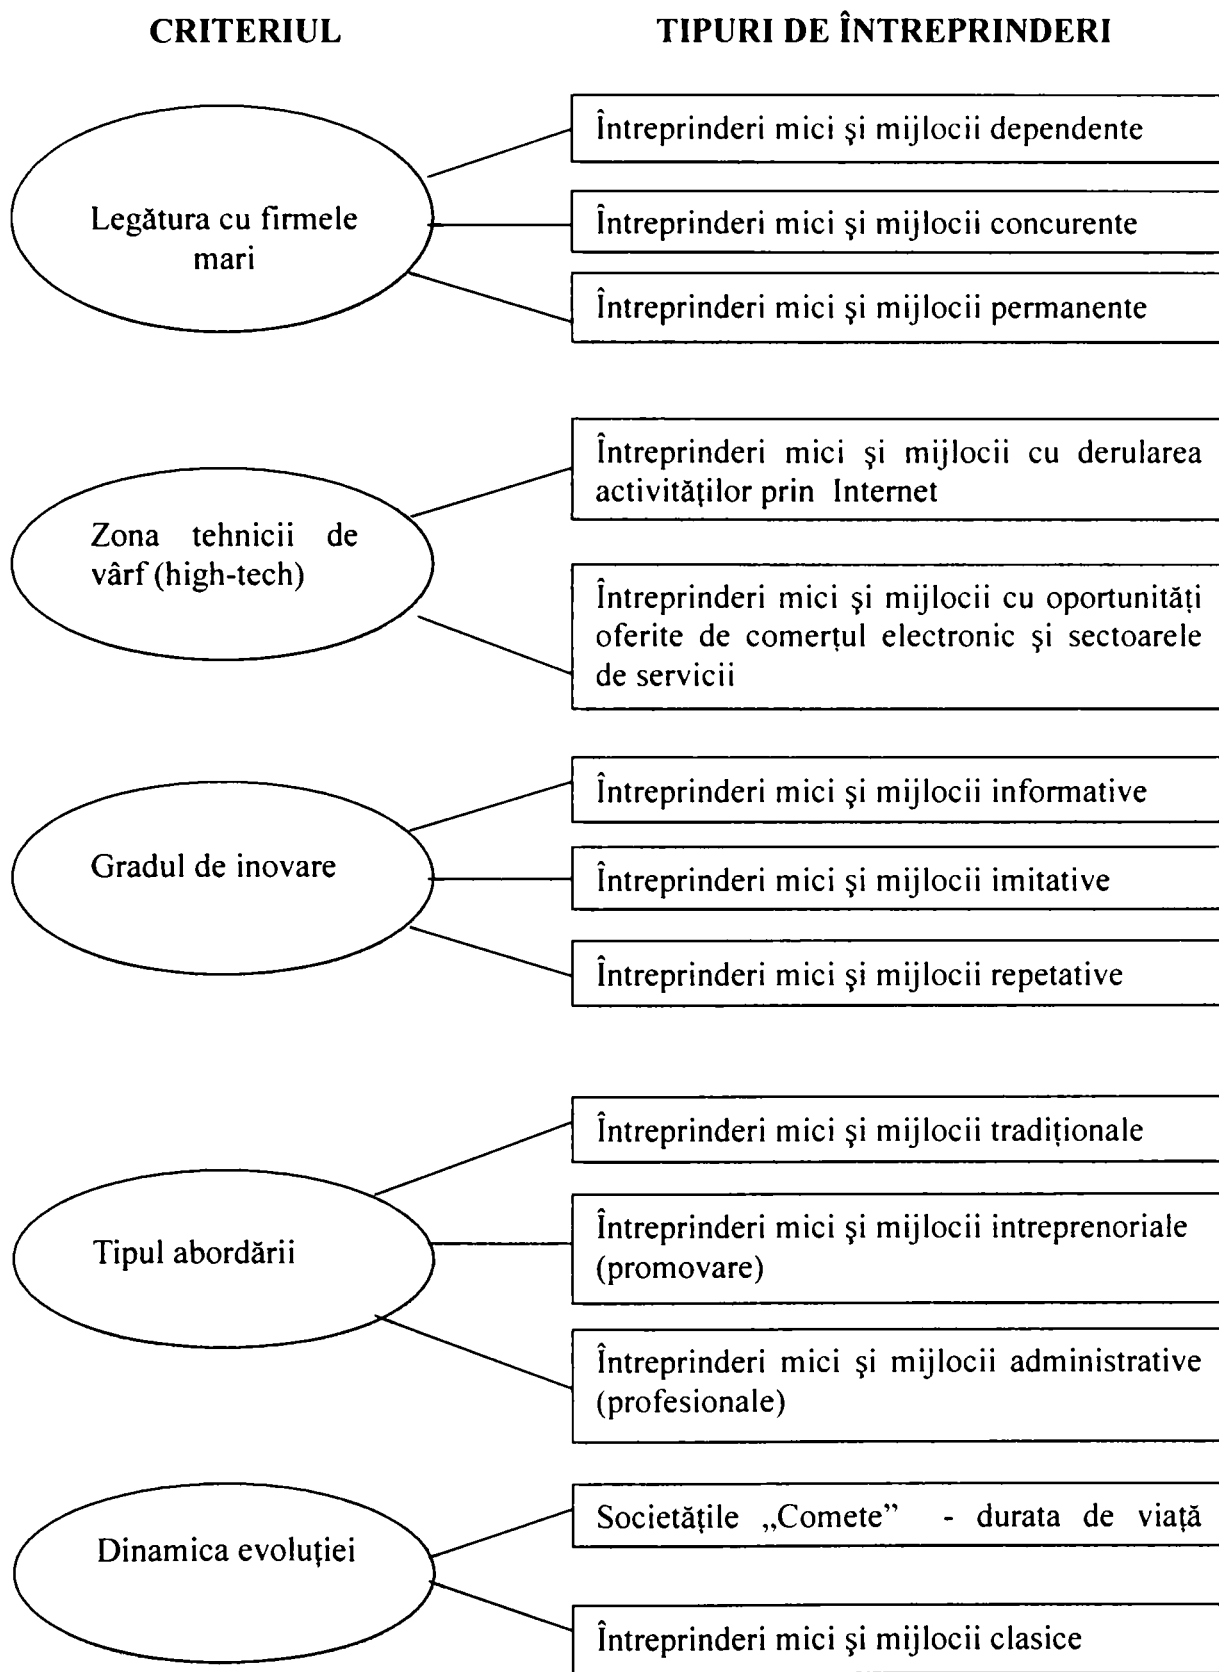 CRITERIUL
TIPURI DE ÎNTREPRINDERI
Legătura cu firmele
mari
Întreprinderi mici şi mijlocii dependente
Întreprinderi mici şi mijlocii concurente
Întreprinderi mici şi mijlocii permanente
Zona tehnicii de
vârf (high-tech)
Întreprinderi mici şi mijlocii cu derularea
activităţilor prin Internet
Întreprinderi mici şi mijlocii cu oportunităţi
oferite de comerţul electronic şi sectoarele
de servicii
Gradul de inovare
Întreprinderi mici şi mijlocii informative
Întreprinderi mici şi mijlocii imitative
Întreprinderi mici şi mijlocii repetative
Tipul abordării
Întreprinderi mici şi mijlocii tradiţionale
Întreprinderi mici şi mijlocii intreprenoriale
(promovare)
Întreprinderi mici şi mijlocii administrative
(profesionale)
Dinamica evoluţiei
Societăţile „Comete” - durata de viaţă
Întreprinderi mici şi mijlocii clasice